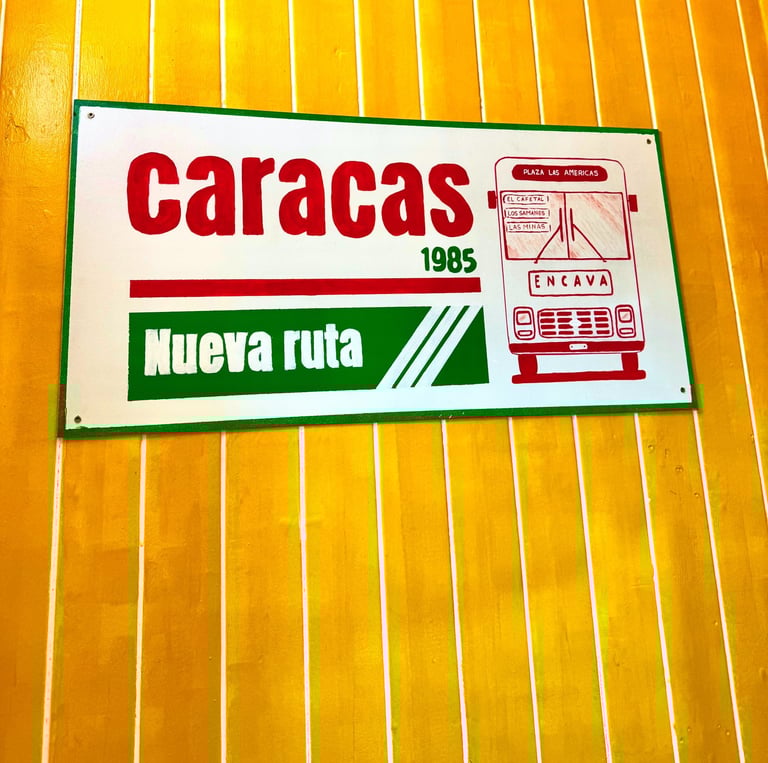 caracas
1985
Nueva ruta
PLAZA LAS AMERICAS
EL CAFETAL
LOS SAMANES
LAS MINAS
ENCAVA